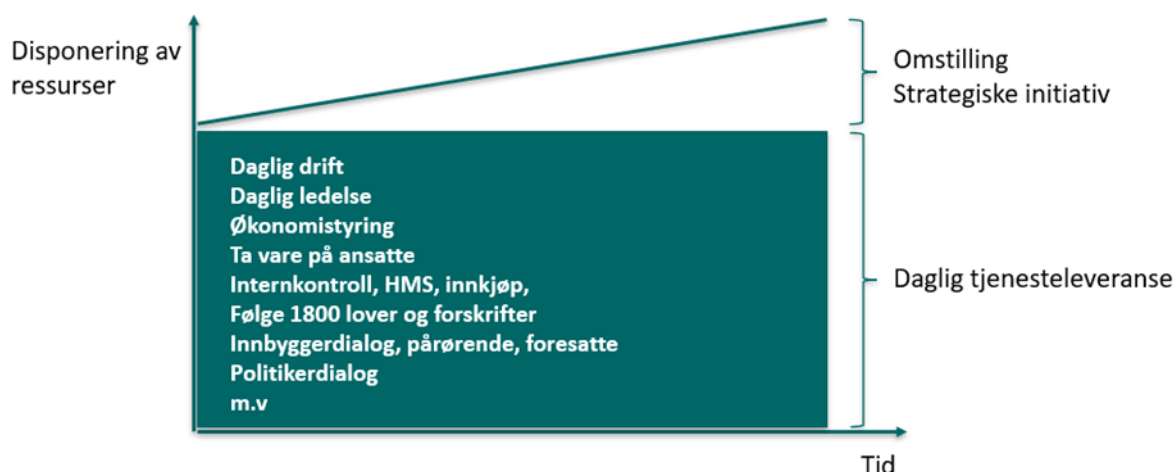 Disponering av
ressurser
Omstilling
Strategiske initiativ
Daglig drift
Daglig ledelse
Økonomistyring
Ta vare på ansatte
Internkontroll, HMS, innkjøp,
Følge 1800 lover og forskrifter
Innbyggerdialog, pårørende, foresatte
Politikerdialog
m.v
Daglig tjenesteleveranse
Tid